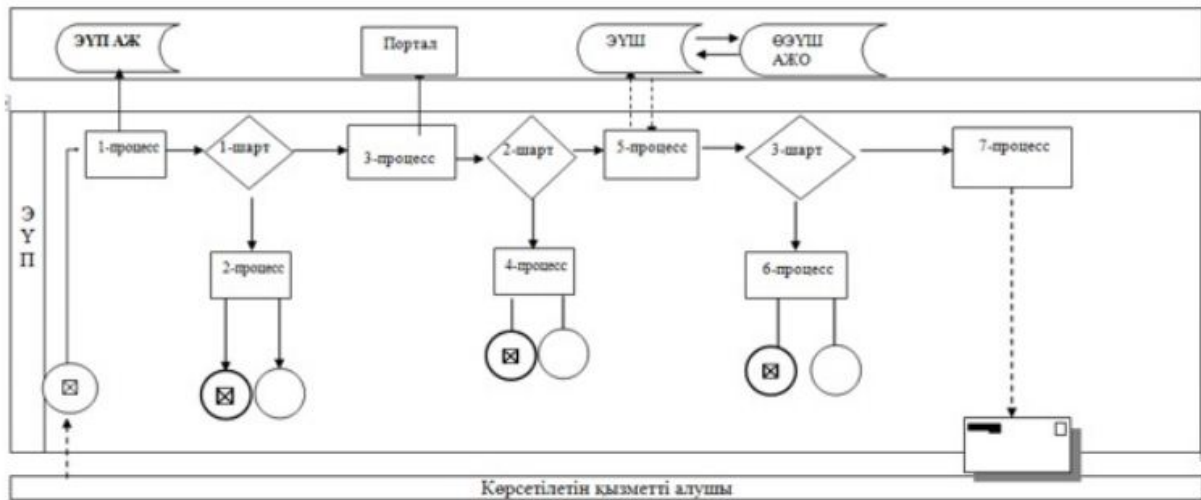 ЭҮП АЖ
Портал
ЭҮШ
ӨЭҮШ
АЖО
1-процесс
1-шарт
3-процесс
2-шарт
5-процесс
3-шарт
7-процесс
Э
Ү
П
2-процесс
4-процесс
6-процесс
Көрсетілетін қызметті алушы